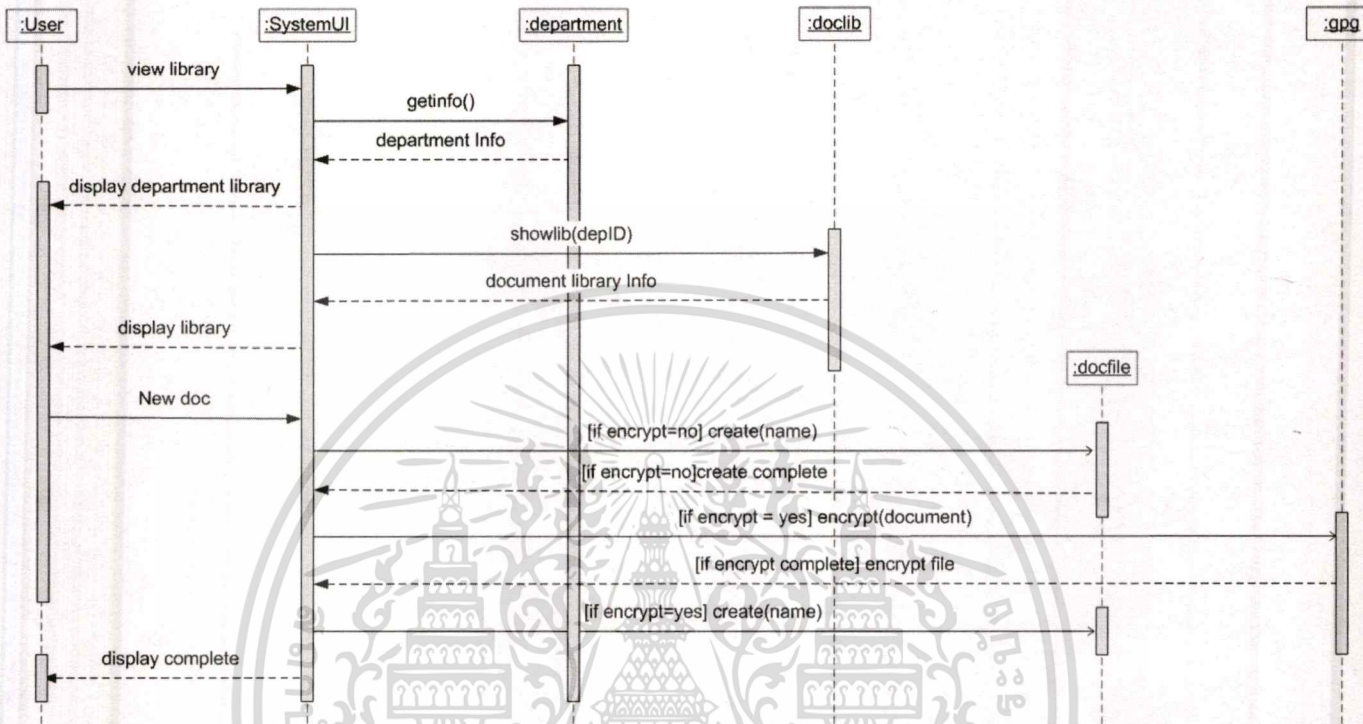 :User
:SystemUI
:department
:doclib
:gpg
view library
getinfo()
department Info
display department library
showlib(depID)
document library Info
display library
:docfile
New doc
[if encrypt=no] create(name)
[if encrypt=no]create complete
[if encrypt = yes] encrypt(document)
[if encrypt complete] encrypt file
[if encrypt=yes] create(name)
display complete